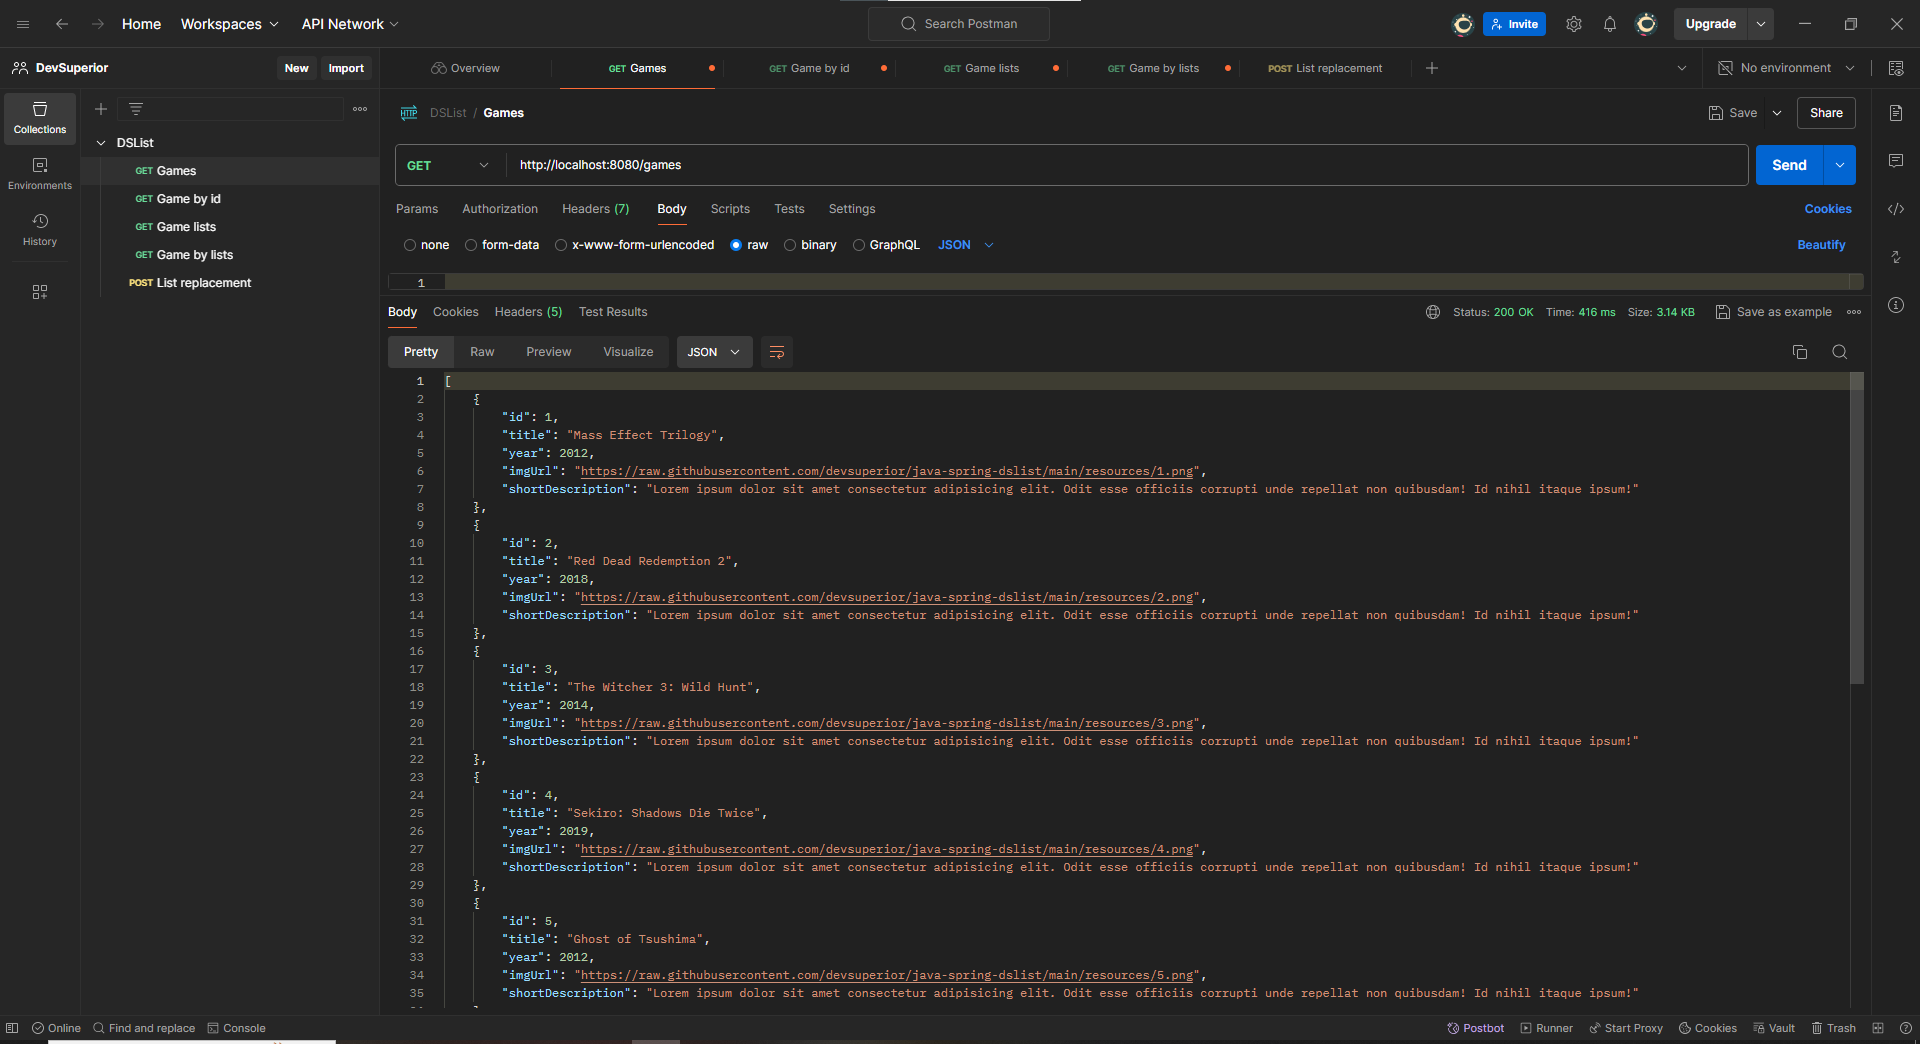 Home Workspaces API Network Search Postman Invite Upgrade
DevSuperior New Import Overview GET Games GET Game by id GET Game lists GET Game by lists POST List replacement No environment
Collections
Environments
History
DSList
GET Games
GET Game by id
GET Game lists
GET Game by lists
POST List replacement
HTTP DSList / Games Save Share
GET http://localhost:8080/games Send
Params Authorization Headers (7) Body Scripts Tests Settings Cookies
none form-data x-www-form-urlencoded raw binary GraphQL JSON Beautify
1
Body Cookies Headers (5) Test Results Status: 200 OK Time: 416 ms Size: 3.14 KB Save as example
Pretty Raw Preview Visualize JSON
1 [
2 {
3 "id": 1,
4 "title": "Mass Effect Trilogy",
5 "year": 2012,
6 "imgUrl": "https://raw.githubusercontent.com/devsuperior/java-spring-dslist/main/resources/1.png",
7 "shortDescription": "Lorem ipsum dolor sit amet consectetur adipisicing elit. Odit esse officiis corrupti unde repellat non quibusdam! Id nihil itaque ipsum!"
8 },
9 {
10 "id": 2,
11 "title": "Red Dead Redemption 2",
12 "year": 2018,
13 "imgUrl": "https://raw.githubusercontent.com/devsuperior/java-spring-dslist/main/resources/2.png",
14 "shortDescription": "Lorem ipsum dolor sit amet consectetur adipisicing elit. Odit esse officiis corrupti unde repellat non quibusdam! Id nihil itaque ipsum!"
15 },
16 {
17 "id": 3,
18 "title": "The Witcher 3: Wild Hunt",
19 "year": 2014,
20 "imgUrl": "https://raw.githubusercontent.com/devsuperior/java-spring-dslist/main/resources/3.png",
21 "shortDescription": "Lorem ipsum dolor sit amet consectetur adipisicing elit. Odit esse officiis corrupti unde repellat non quibusdam! Id nihil itaque ipsum!"
22 },
23 {
24 "id": 4,
25 "title": "Sekiro: Shadows Die Twice",
26 "year": 2019,
27 "imgUrl": "https://raw.githubusercontent.com/devsuperior/java-spring-dslist/main/resources/4.png",
28 "shortDescription": "Lorem ipsum dolor sit amet consectetur adipisicing elit. Odit esse officiis corrupti unde repellat non quibusdam! Id nihil itaque ipsum!"
29 },
30 {
31 "id": 5,
32 "title": "Ghost of Tsushima",
33 "year": 2012,
34 "imgUrl": "https://raw.githubusercontent.com/devsuperior/java-spring-dslist/main/resources/5.png",
35 "shortDescription": "Lorem ipsum dolor sit amet consectetur adipisicing elit. Odit esse officiis corrupti unde repellat non quibusdam! Id nihil itaque ipsum!"
Online Find and replace Console Postbot Runner Start Proxy Cookies Vault Trash